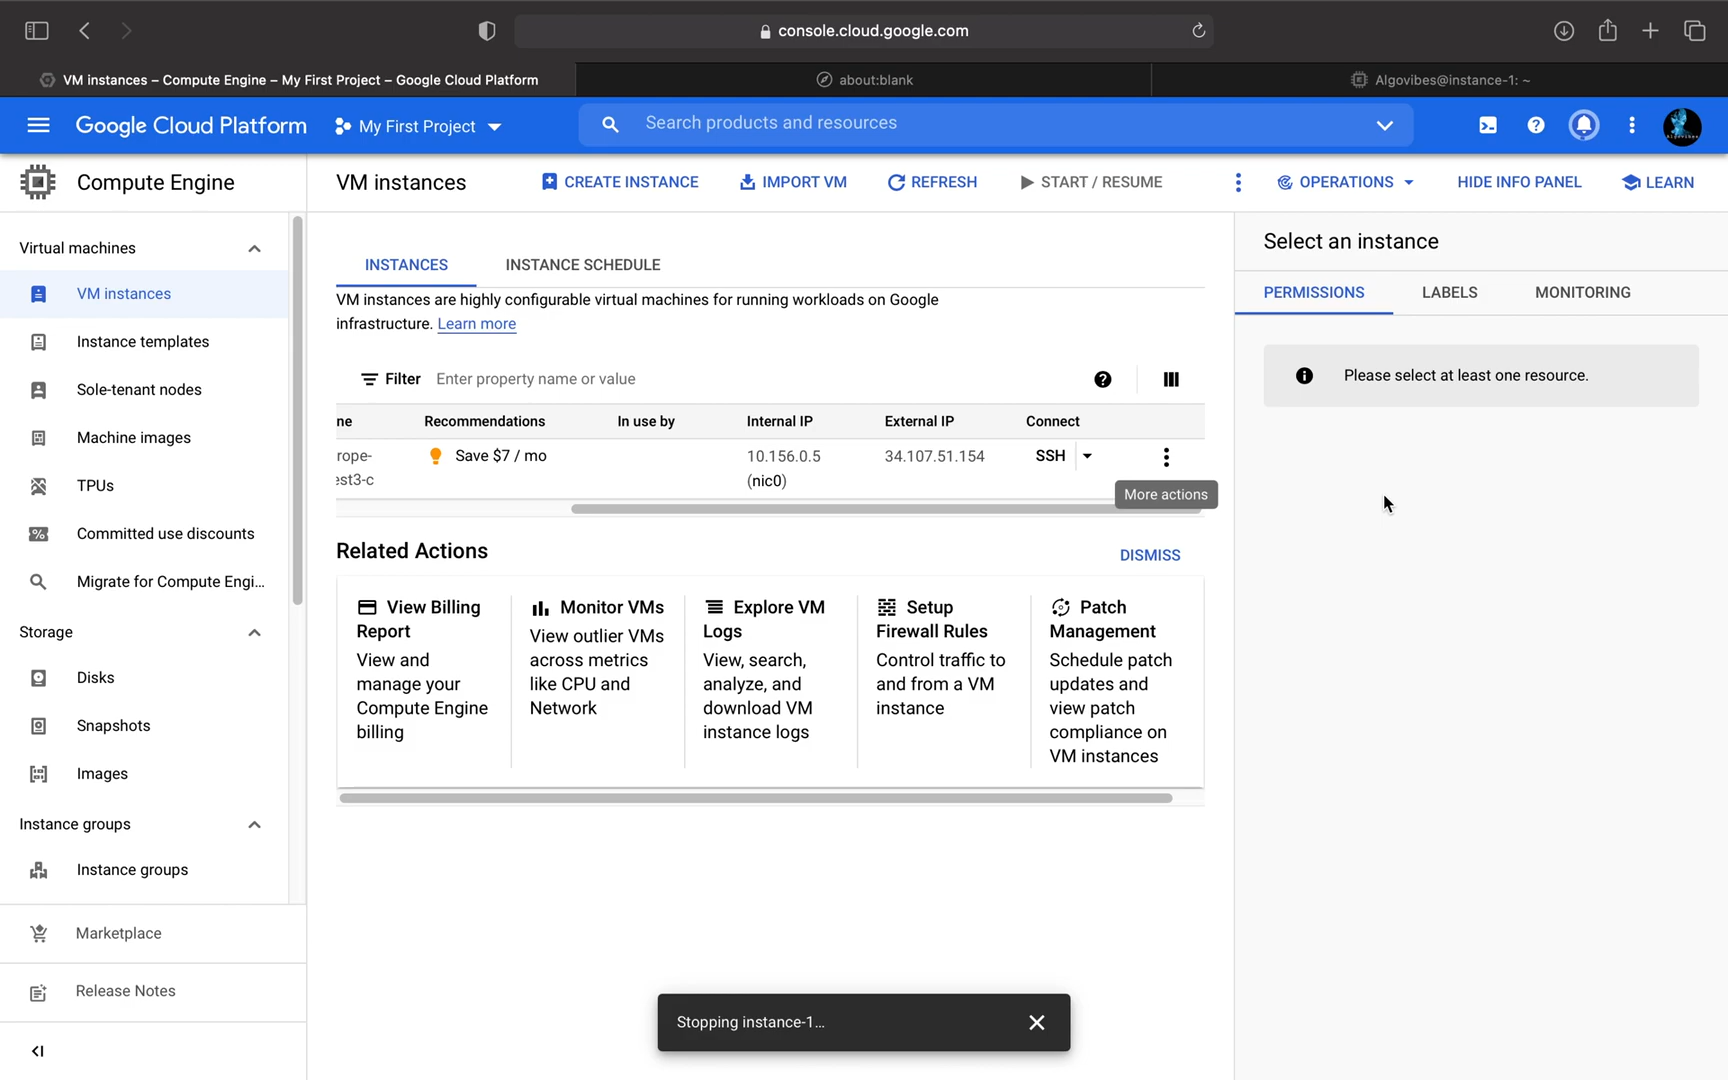 console.cloud.google.com
VM instances – Compute Engine – My First Project – Google Cloud Platform
about:blank
Algovibes@instance-1: ~
Google Cloud Platform
My First Project
Search products and resources
Compute Engine
VM instances
CREATE INSTANCE
IMPORT VM
REFRESH
START / RESUME
OPERATIONS
HIDE INFO PANEL
LEARN
Virtual machines
VM instances
Instance templates
Sole-tenant nodes
Machine images
TPUs
Committed use discounts
Migrate for Compute Engi...
Storage
Disks
Snapshots
Images
Instance groups
Instance groups
Marketplace
Release Notes
INSTANCES
INSTANCE SCHEDULE
VM instances are highly configurable virtual machines for running workloads on Google
infrastructure. Learn more
Filter
Enter property name or value
ne
Recommendations
In use by
Internal IP
External IP
Connect
rope-
est3-c
Save $7 / mo
10.156.0.5
(nic0)
34.107.51.154
SSH
More actions
Related Actions
DISMISS
View Billing
Report
View and
manage your
Compute Engine
billing
Monitor VMs
View outlier VMs
across metrics
like CPU and
Network
Explore VM
Logs
View, search,
analyze, and
download VM
instance logs
Setup
Firewall Rules
Control traffic to
and from a VM
instance
Patch
Management
Schedule patch
updates and
view patch
compliance on
VM instances
Select an instance
PERMISSIONS
LABELS
MONITORING
Please select at least one resource.
Stopping instance-1...